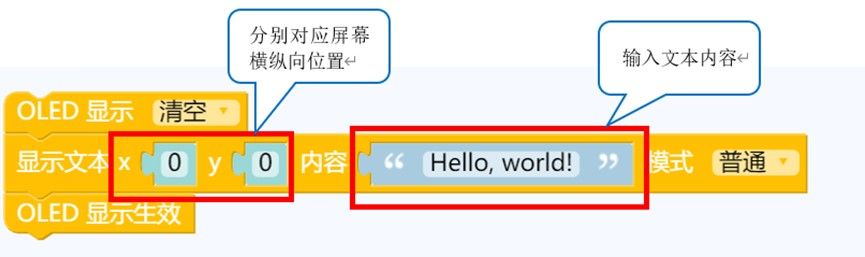 分别对应屏幕
横纵向位置↵
输入文本内容↵
OLED 显示 清空
显示文本 x 0 y 0 内容 “ Hello, world! ” 模式 普通
OLED 显示生效